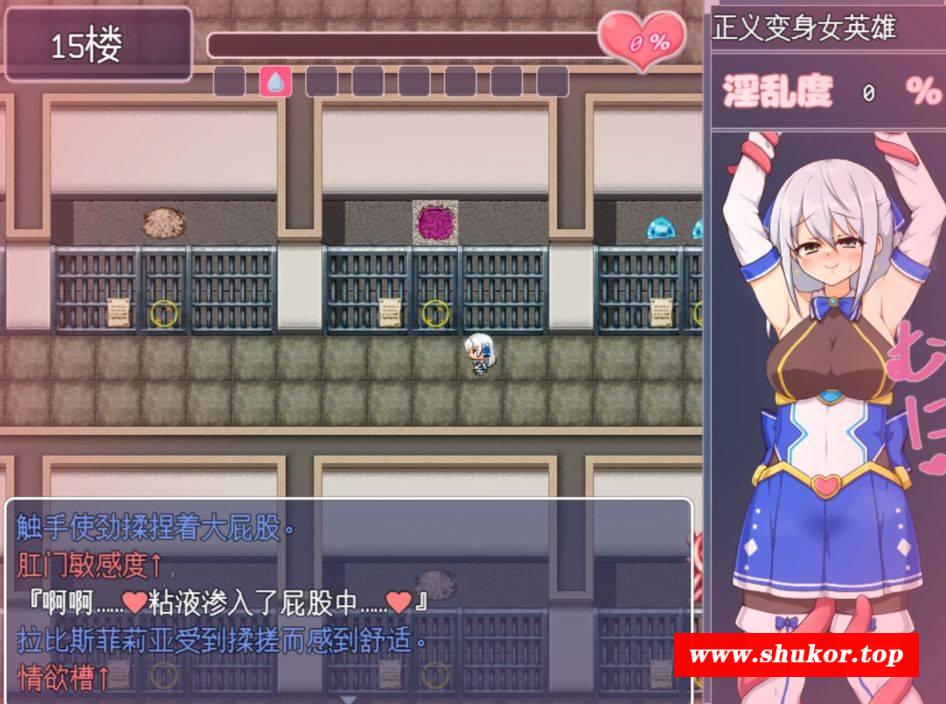 15楼
0%
正义变身女英雄
淫乱度 0 %
む
に
触手使劲揉捏着大屁股。
肛门敏感度↑
『啊啊……❤粘液渗入了屁股中……❤』
拉比斯菲莉亚受到揉搓而感到舒适。
情欲槽↑
www.shukor.top